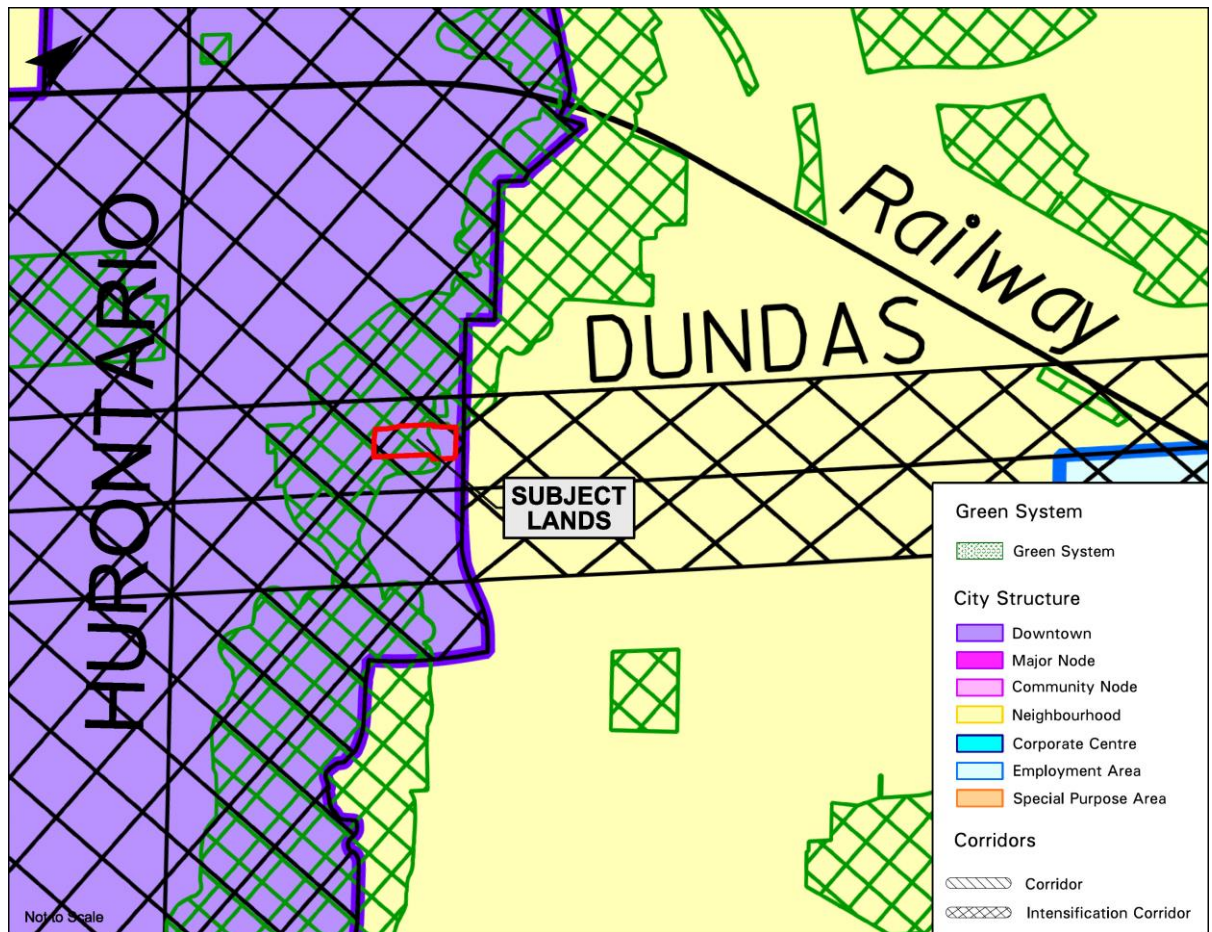 HURONTARIO
Railway
DUNDAS
SUBJECT
LANDS
Green System
Green System
City Structure
Downtown
Major Node
Community Node
Neighbourhood
Corporate Centre
Employment Area
Special Purpose Area
Corridors
Corridor
Intensification Corridor
Not to Scale